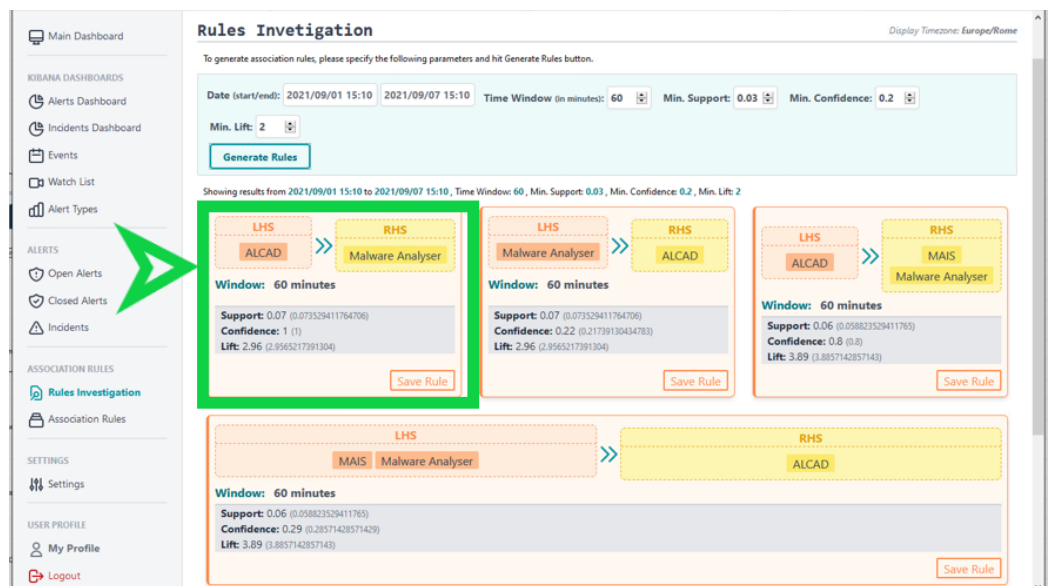 Main Dashboard
KIBANA DASHBOARDS
Alerts Dashboard
Incidents Dashboard
Events
Watch List
Alert Types
ALERTS
Open Alerts
Closed Alerts
Incidents
ASSOCIATION RULES
Rules Investigation
Association Rules
SETTINGS
Settings
USER PROFILE
My Profile
Logout
Rules Invetigation
Display Timezone: Europe/Rome
To generate association rules, please specify the following parameters and hit Generate Rules button.
Date (start/end): 2021/09/01 15:10 2021/09/07 15:10 Time Window (in minutes): 60 Min. Support: 0.03 Min. Confidence: 0.2
Min. Lift: 2
Generate Rules
Showing results from 2021/09/01 15:10 to 2021/09/07 15:10 , Time Window: 60 , Min. Support: 0.03 , Min. Confidence: 0.2 , Min. Lift: 2
LHS
ALCAD
RHS
Malware Analyser
Window: 60 minutes
Support: 0.07 (0.073529411764706)
Confidence: 1 (1)
Lift: 2.96 (2.9565217391304)
Save Rule
LHS
Malware Analyser
RHS
ALCAD
Window: 60 minutes
Support: 0.07 (0.073529411764706)
Confidence: 0.22 (0.21739130434783)
Lift: 2.96 (2.9565217391304)
Save Rule
LHS
ALCAD
RHS
MAIS
Malware Analyser
Window: 60 minutes
Support: 0.06 (0.058823529411765)
Confidence: 0.8 (0.8)
Lift: 3.89 (3.8857142857143)
Save Rule
LHS
MAIS Malware Analyser
RHS
ALCAD
Window: 60 minutes
Support: 0.06 (0.058823529411765)
Confidence: 0.29 (0.28571428571429)
Lift: 3.89 (3.8857142857143)
Save Rule